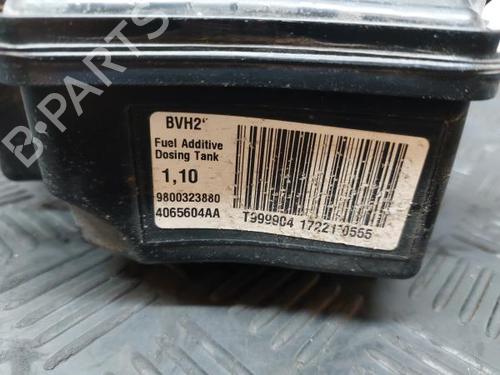 B-PARTS
BVH2
Fuel Additive
Dosing Tank
1,10
9800323880
4065604AA
T999904